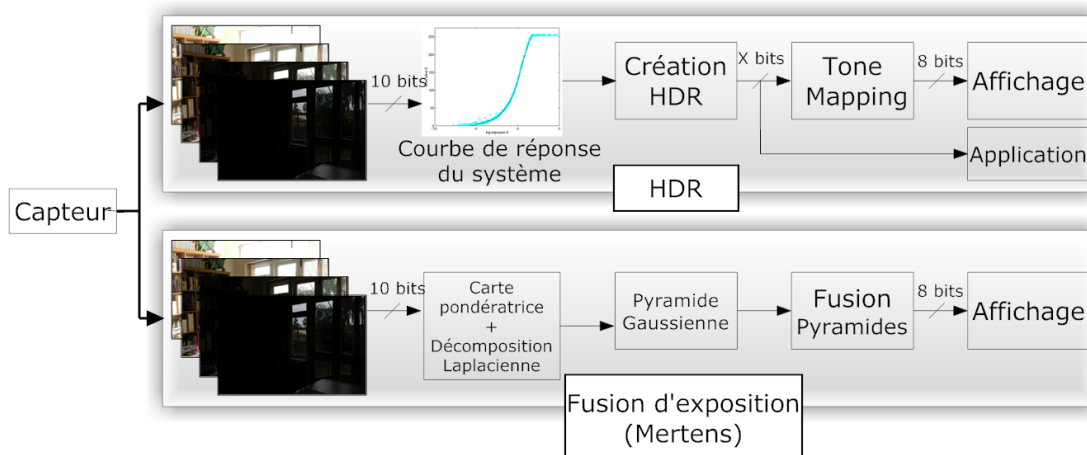 Capteur
10 bits
Courbe de réponse
du système
Création
HDR
X bits
Tone
Mapping
8 bits
Affichage
Application
HDR
10 bits
Carte
pondératrice
+
Décomposition
Laplacienne
Pyramide
Gaussienne
Fusion
Pyramides
8 bits
Affichage
Fusion d'exposition
(Mertens)